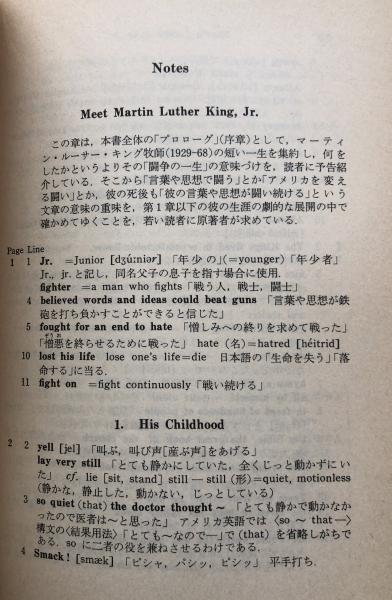 Notes
Meet Martin Luther King, Jr.
この章は，本書全体の「プロローグ」(序章)として，マーティ
ン・ルーサー・キング牧師(1929-68)の短い一生を集約し，何を
したかというよりその「闘争の一生」の意味づけを，読者に予告紹
介している．そこから「言葉や思想で闘う」とか「アメリカを変え
る闘い」とか，彼の死後も「彼の言葉や思想が闘い続ける」という
文章の意味の重味を，第1章以下の彼の生涯の劇的な展開の中で
確かめてゆくことを，若い読者に原著者が求めている．
Page Line
1 1 Jr. =Junior [dʒúːniər] 「年少の」(=younger)「年少者」
Jr., jr. と記し，同名父子の息子を指す場合に使用．
fighter =a man who fights 「戦う人，戦士，闘士」
4 believed words and ideas could beat guns 「言葉や思想が鉄
砲を打ち負かすことができると信じた」
5 fought for an end to hate 「憎しみへの終りを求めて戦った」
「憎悪を終らせるために戦った」 hate (名)=hatred [héitrid]
10 lost his life lose one's life=die 日本語の「生命を失う」「落
命する」に当る．
11 fight on =fight continuously 「戦い続ける」
1. His Childhood
2 2 yell [jel] 「叫ぶ，叫び声[産ぶ声]をあげる」
lay very still 「とても静かにしていた，全くじっと動かずにい
た」 cf. lie [sit, stand] still — still (形)=quiet, motionless
(静かな，静止した，動かない，じっとしている)
3 so quiet (that) the doctor thought ~ 「とても静かで動かなか
ったので医者は～と思った」 アメリカ英語では〈so ～ that—〉
構文の〈結果用法〉「とても～なので—」で (that) を省略しがちで
ある．so に二者の役を兼ねさせるわけである．
4 Smack! [smæk] 「ピシャ，パシッ，ピシッ」 平手打ち．